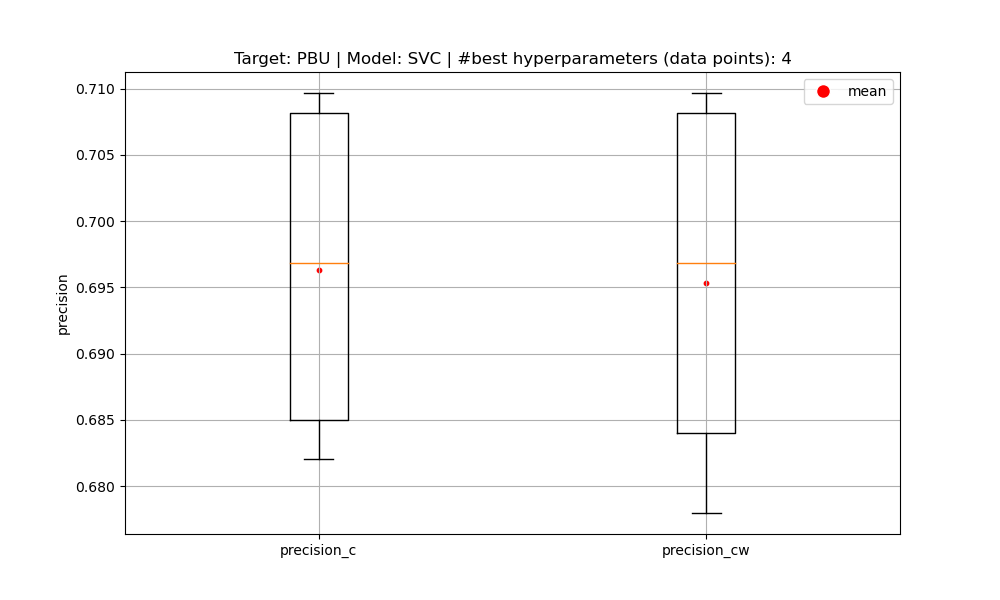 Target: PBU | Model: SVC | #best hyperparameters (data points): 4
mean
precision
0.710
0.705
0.700
0.695
0.690
0.685
0.680
precision_c
precision_cw